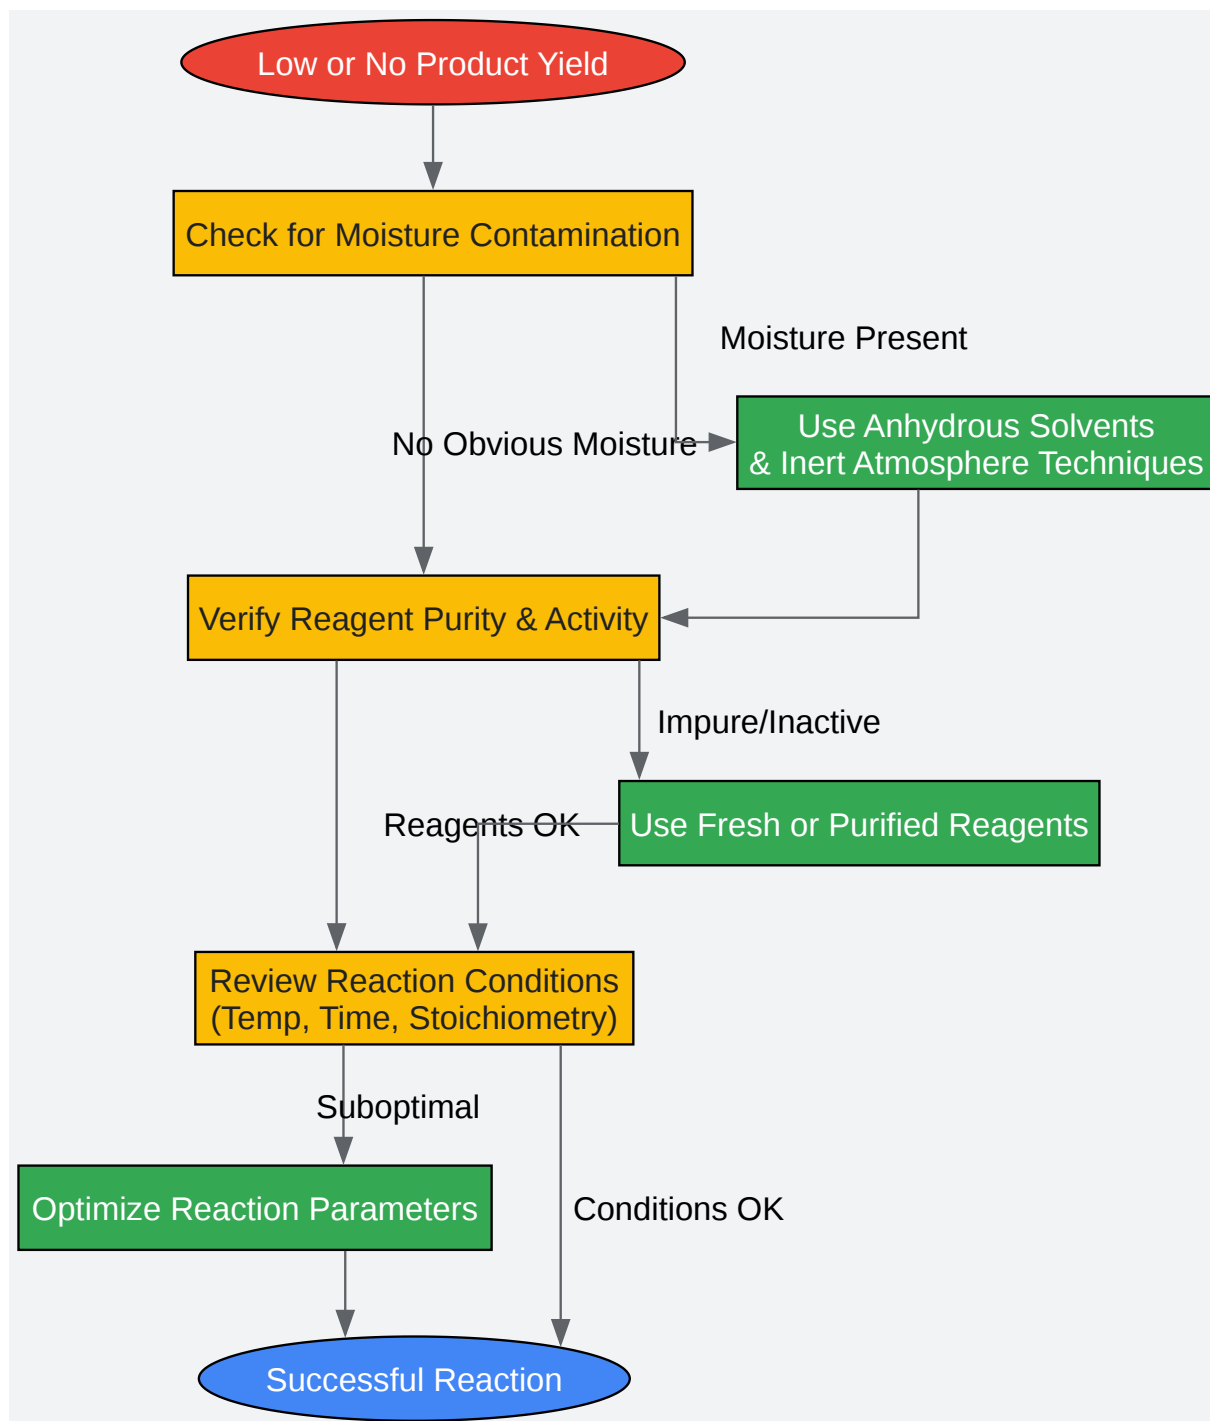 Low or No Product Yield
Check for Moisture Contamination
Moisture Present
Use Anhydrous Solvents
& Inert Atmosphere Techniques
No Obvious Moisture
Verify Reagent Purity & Activity
Impure/Inactive
Reagents OK
Use Fresh or Purified Reagents
Review Reaction Conditions
(Temp, Time, Stoichiometry)
Suboptimal
Optimize Reaction Parameters
Conditions OK
Successful Reaction